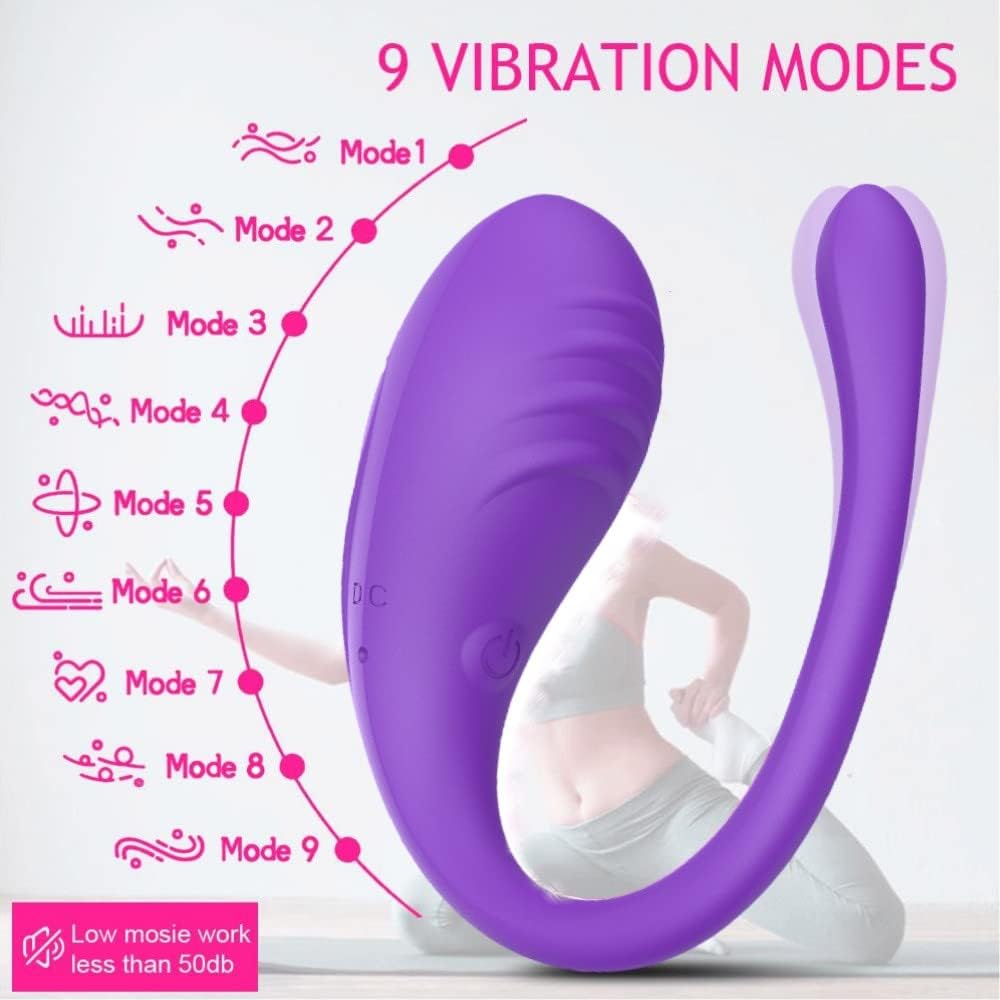 9 VIBRATION MODES
Mode1
Mode 2
Mode 3
Mode 4
Mode 5
Mode 6
Mode 7
Mode 8
Mode 9
DC
Low mosie work
less than 50db